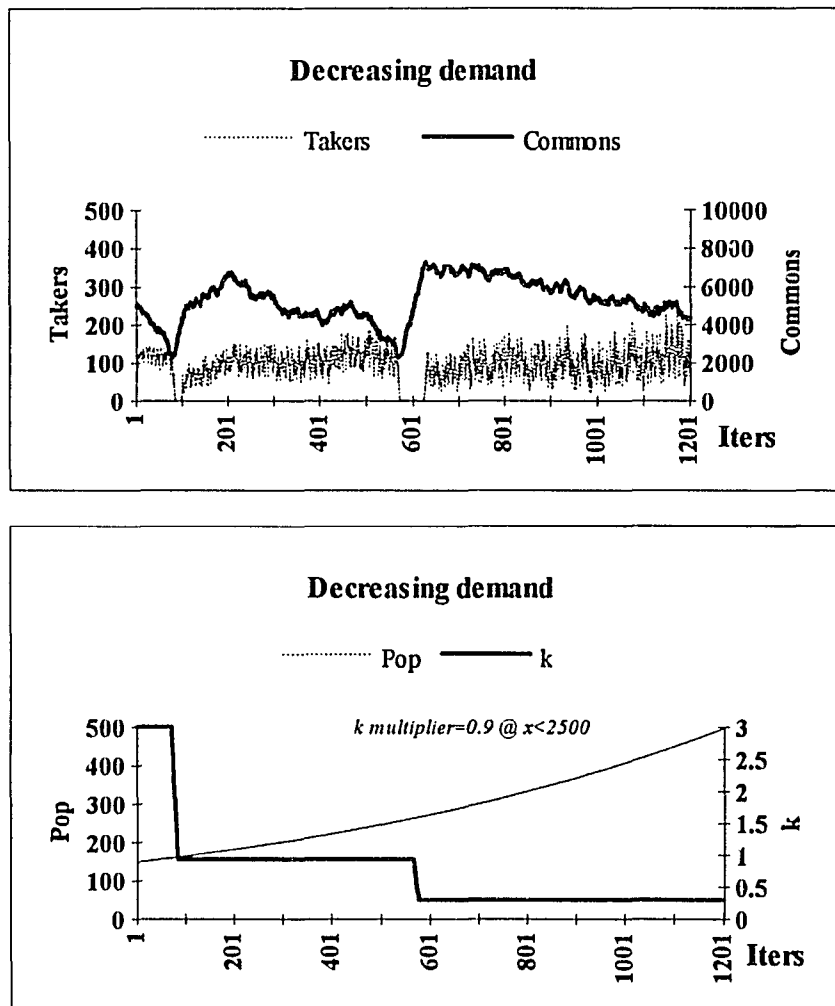 Decreasing demand
Takers Commons
500 10000
400 8000
300 6000
200 4000
100 2000
0 0
Takers
Commons
1 201 401 601 801 1001 1201 Iters
Decreasing demand
Pop k
k multiplier=0.9 @ x<2500
500 3
400 2.5
300 2
200 1.5
100 1
0 0.5
0
Pop
k
1 201 401 601 801 1001 1201 Iters